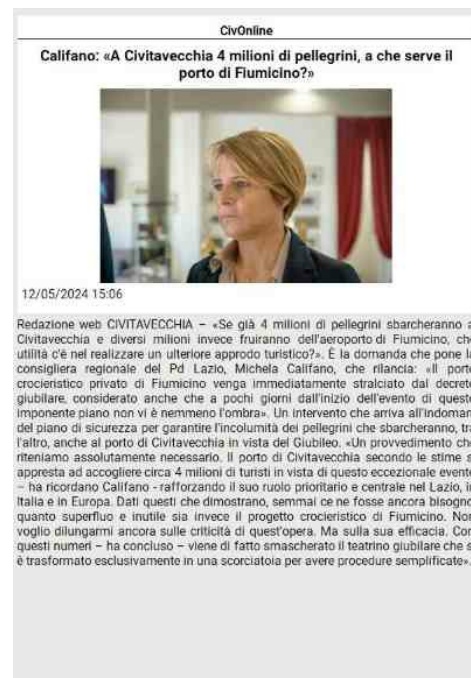 CivOnline
Califano: «A Civitavecchia 4 milioni di pellegrini, a che serve il
porto di Fiumicino?»
12/05/2024 15:06
Redazione web CIVITAVECCHIA – «Se già 4 milioni di pellegrini sbarcheranno a
Civitavecchia e diversi milioni invece fruiranno dell'aeroporto di Fiumicino, che
utilità c'è nel realizzare un ulteriore approdo turistico?». È la domanda che pone la
consigliera regionale del Pd Lazio, Michela Califano, che rilancia: «Il porto
crocieristico privato di Fiumicino venga immediatamente stralciato dal decreto
giubilare, considerato anche che a pochi giorni dall'inizio dell'evento di questo
imponente piano non vi è nemmeno l'ombra». Un intervento che arriva all'indomani
del piano di sicurezza per garantire l'incolumità dei pellegrini che sbarcheranno, tra
l'altro, anche al porto di Civitavecchia in vista del Giubileo. «Un provvedimento che
riteniamo assolutamente necessario. Il porto di Civitavecchia secondo le stime s
appresta ad accogliere circa 4 milioni di turisti in vista di questo eccezionale evento
– ha ricordano Califano - rafforzando il suo ruolo prioritario e centrale nel Lazio, in
Italia e in Europa. Dati questi che dimostrano, semmai ce ne fosse ancora bisogno
quanto superfluo e inutile sia invece il progetto crocieristico di Fiumicino. Non
voglio dilungarmi ancora sulle criticità di quest'opera. Ma sulla sua efficacia. Con
questi numeri – ha concluso – viene di fatto smascherato il teatrino giubilare che s
è trasformato esclusivamente in una scorciatoia per avere procedure semplificate».